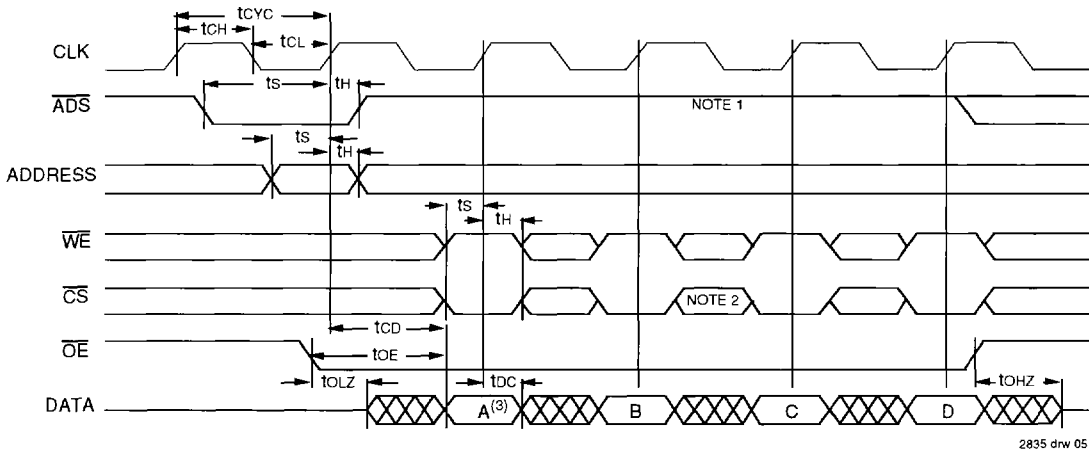 tCYC
tCH
tCL
CLK
tS
tH
ADS
NOTE 1
tS
tH
ADDRESS
tS
tH
WE
CS
NOTE 2
tCD
OE
tOE
tOLZ
tDC
tOHZ
DATA
A(3)
B
C
D
2835 drw 05